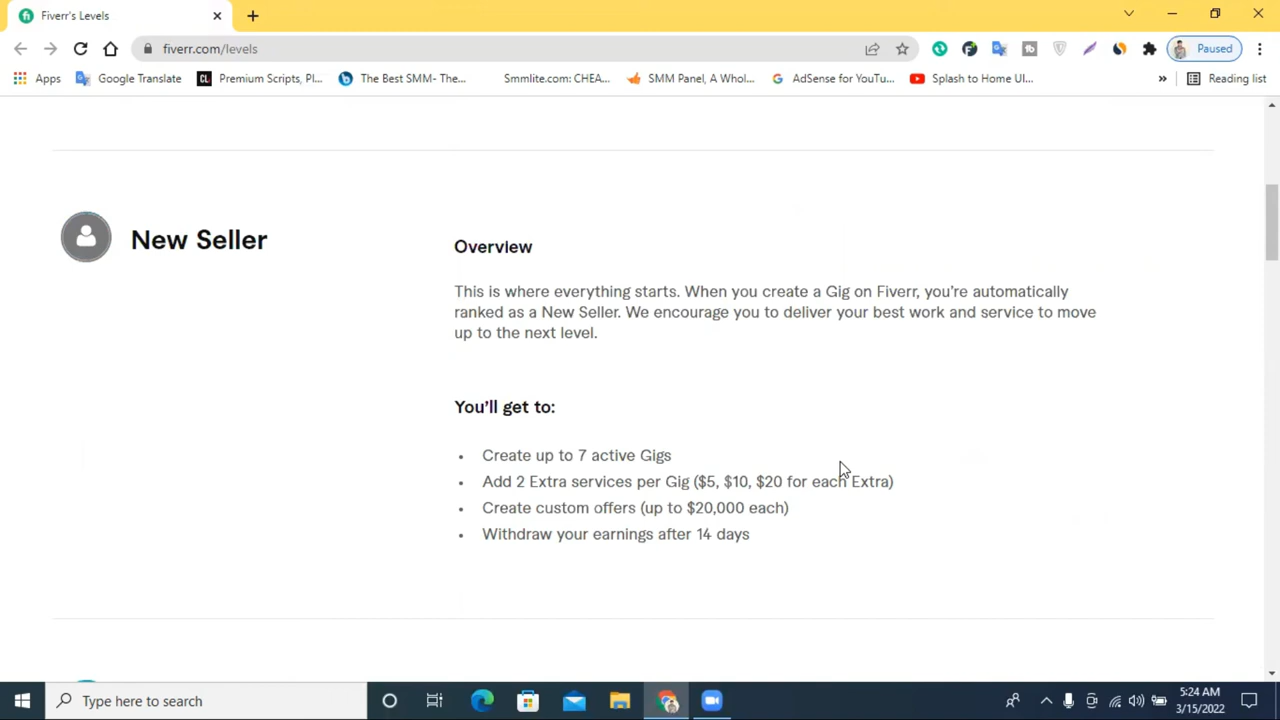 Fiverr's Levels
fiverr.com/levels
Paused
Apps
Google Translate
CL
Premium Scripts, Pl...
The Best SMM- The...
Smmlite.com: CHEA...
SMM Panel, A Whol...
AdSense for YouTu...
Splash to Home UI...
Reading list
New Seller
Overview
This is where everything starts. When you create a Gig on Fiverr, you're automatically
ranked as a New Seller. We encourage you to deliver your best work and service to move
up to the next level.
You'll get to:
• Create up to 7 active Gigs
• Add 2 Extra services per Gig ($5, $10, $20 for each Extra)
• Create custom offers (up to $20,000 each)
• Withdraw your earnings after 14 days
Type here to search
5:24 AM
3/15/2022